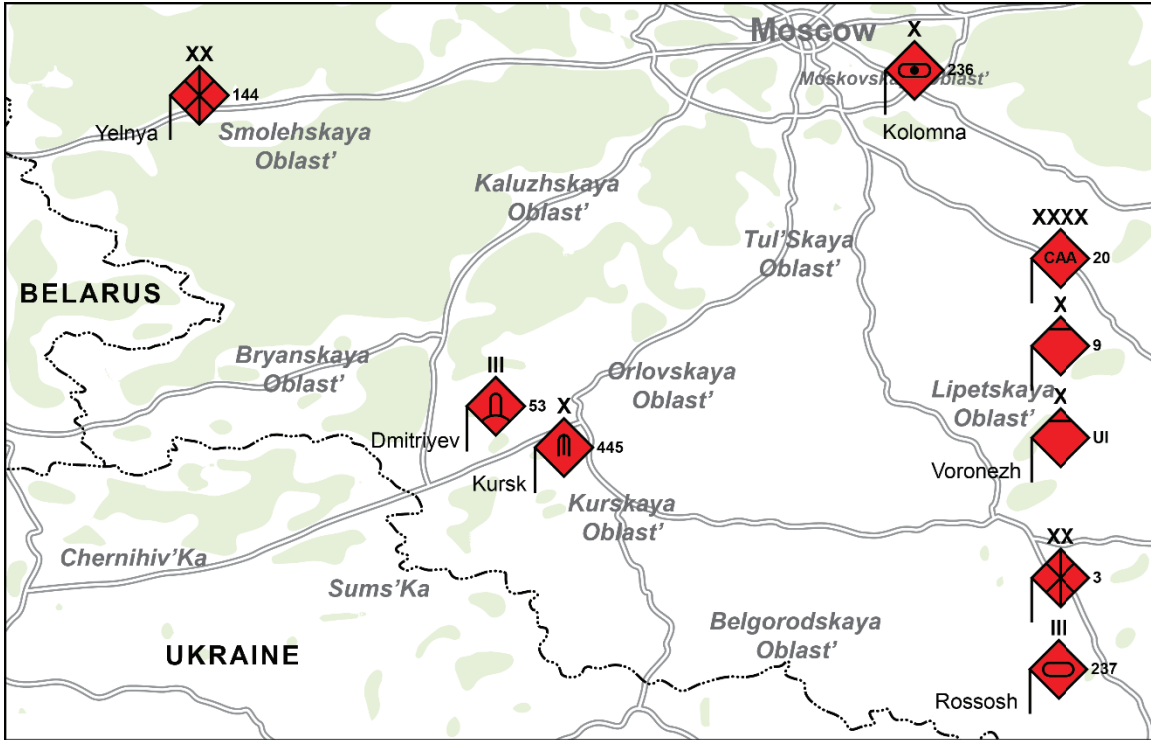 Moscow
XX
144
Yelnya
Smolehskaya
Oblast'
X
236
Moskovskaya Oblast'
Kolomna
Kaluzhskaya
Oblast'
Tul'Skaya
Oblast'
XXXX
CAA
20
BELARUS
X
9
Bryanskaya
Oblast'
III
53
Dmitriyev
Orlovskaya
Oblast'
Lipetskaya
Oblast'
X
445
Kursk
X
UI
Voronezh
Kurskaya
Oblast'
Chernihiv'Ka
Sums'Ka
XX
3
Belgorodskaya
Oblast'
UKRAINE
III
237
Rossosh